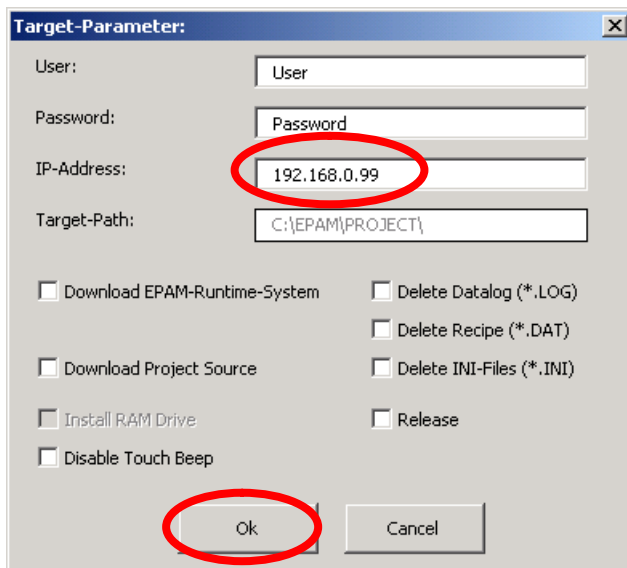 Target-Parameter:
User: User
Password: Password
IP-Address: 192.168.0.99
Target-Path: C:\EPAM\PROJECT\
Download EPAM-Runtime-System Delete Datalog (*.LOG)
Delete Recipe (*.DAT)
Download Project Source Delete INI-Files (*.INI)
Install RAM Drive Release
Disable Touch Beep
Ok Cancel